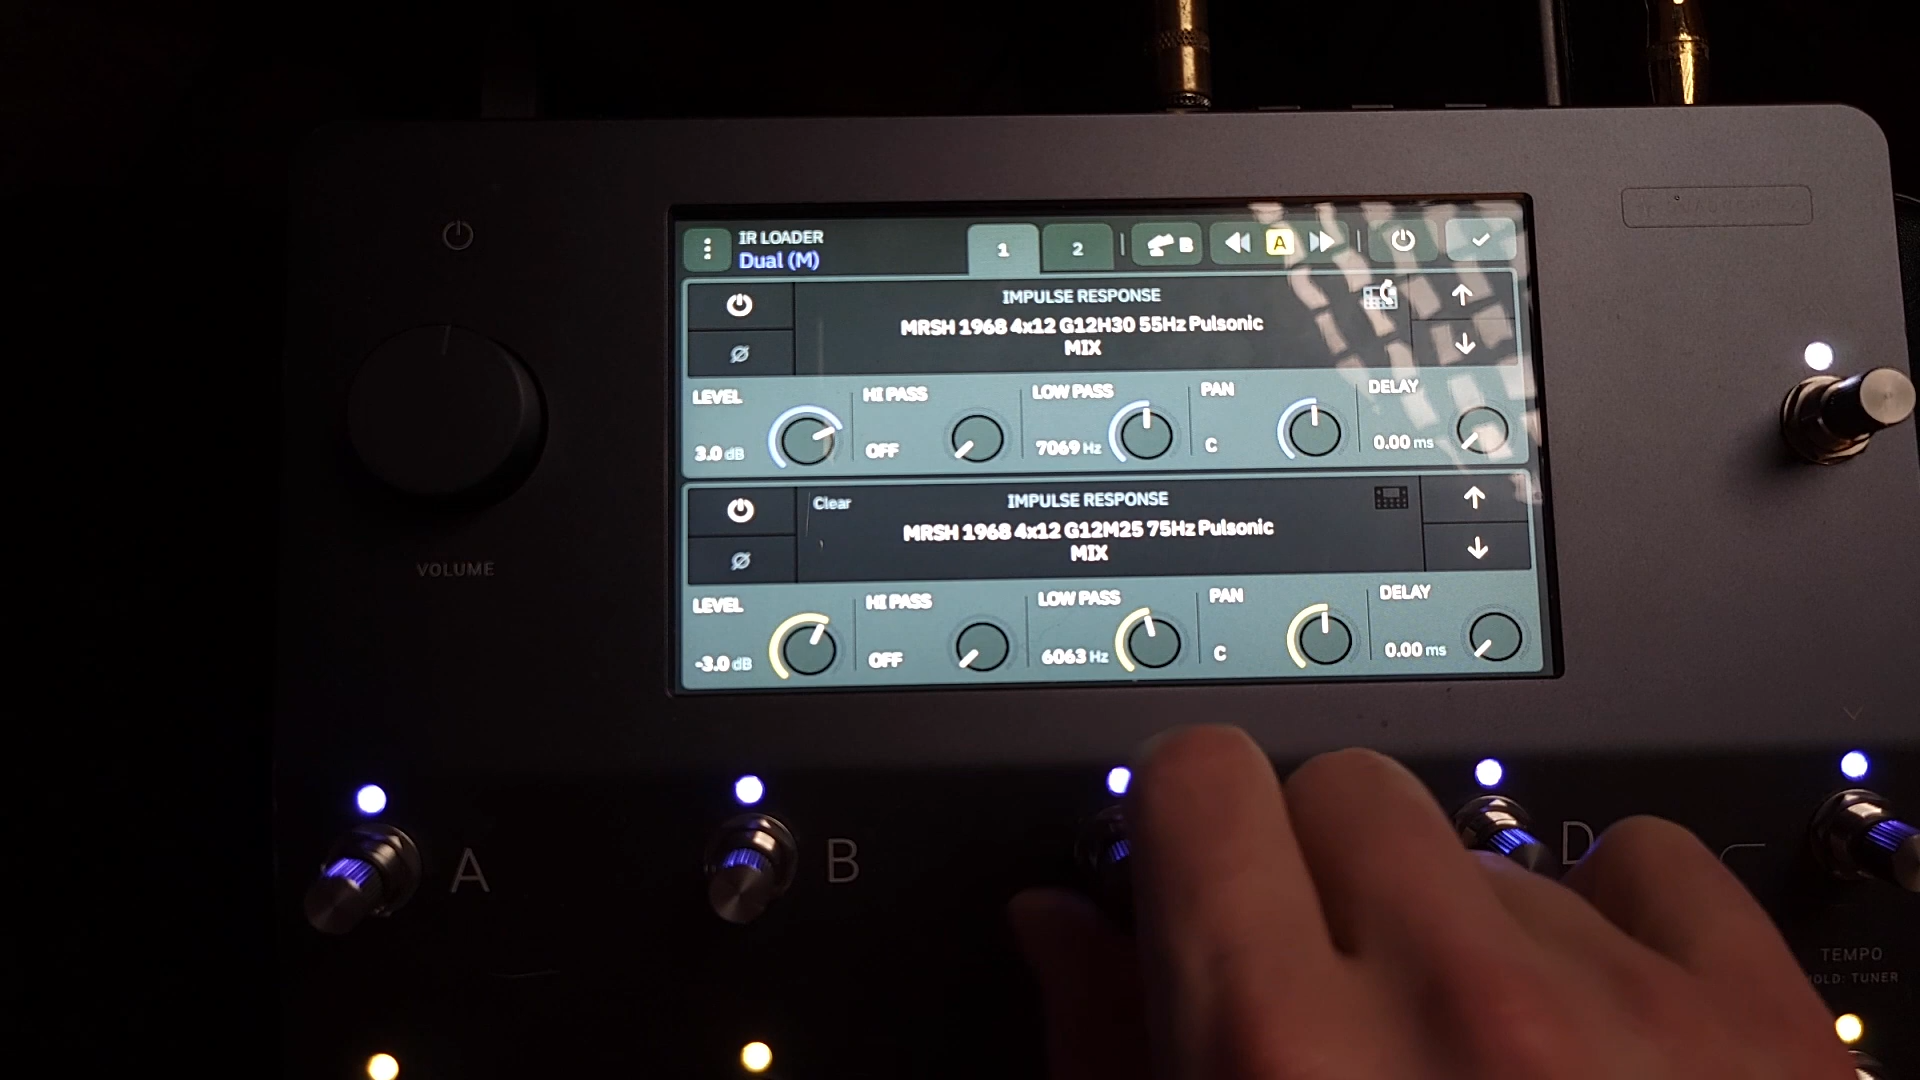 IR LOADER
Dual (M)
1
2
B
A
IMPULSE RESPONSE
MRSH 1968 4x12 G12H30 55Hz Pulsonic
MIX
LEVEL
3.0 dB
HI PASS
OFF
LOW PASS
7069 Hz
PAN
C
DELAY
0.00 ms
Clear
IMPULSE RESPONSE
MRSH 1968 4x12 G12M25 75Hz Pulsonic
MIX
LEVEL
-3.0 dB
HI PASS
OFF
LOW PASS
6063 Hz
PAN
C
DELAY
0.00 ms
VOLUME
A
B
D
TEMPO
HOLD: TUNER